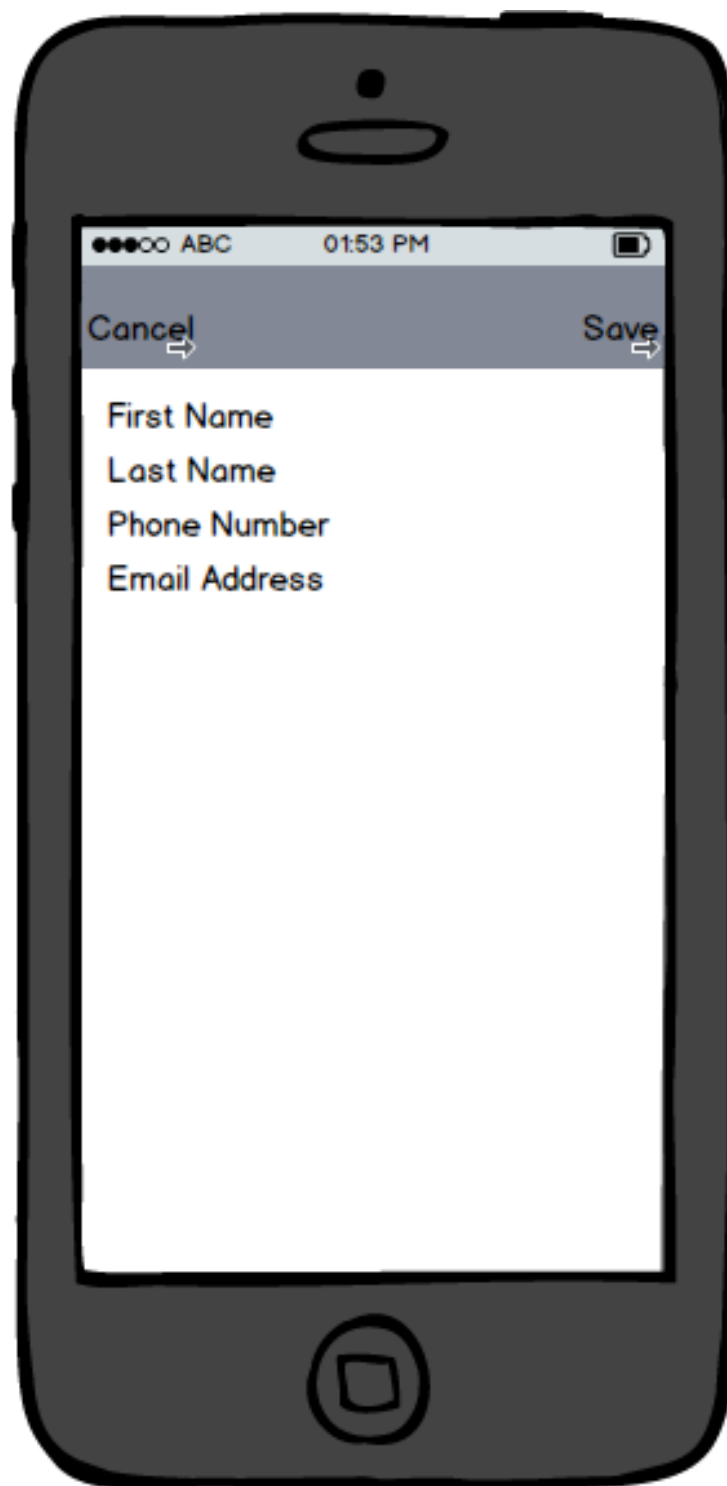 ABC 01:53 PM
Cancel Save
First Name
Last Name
Phone Number
Email Address